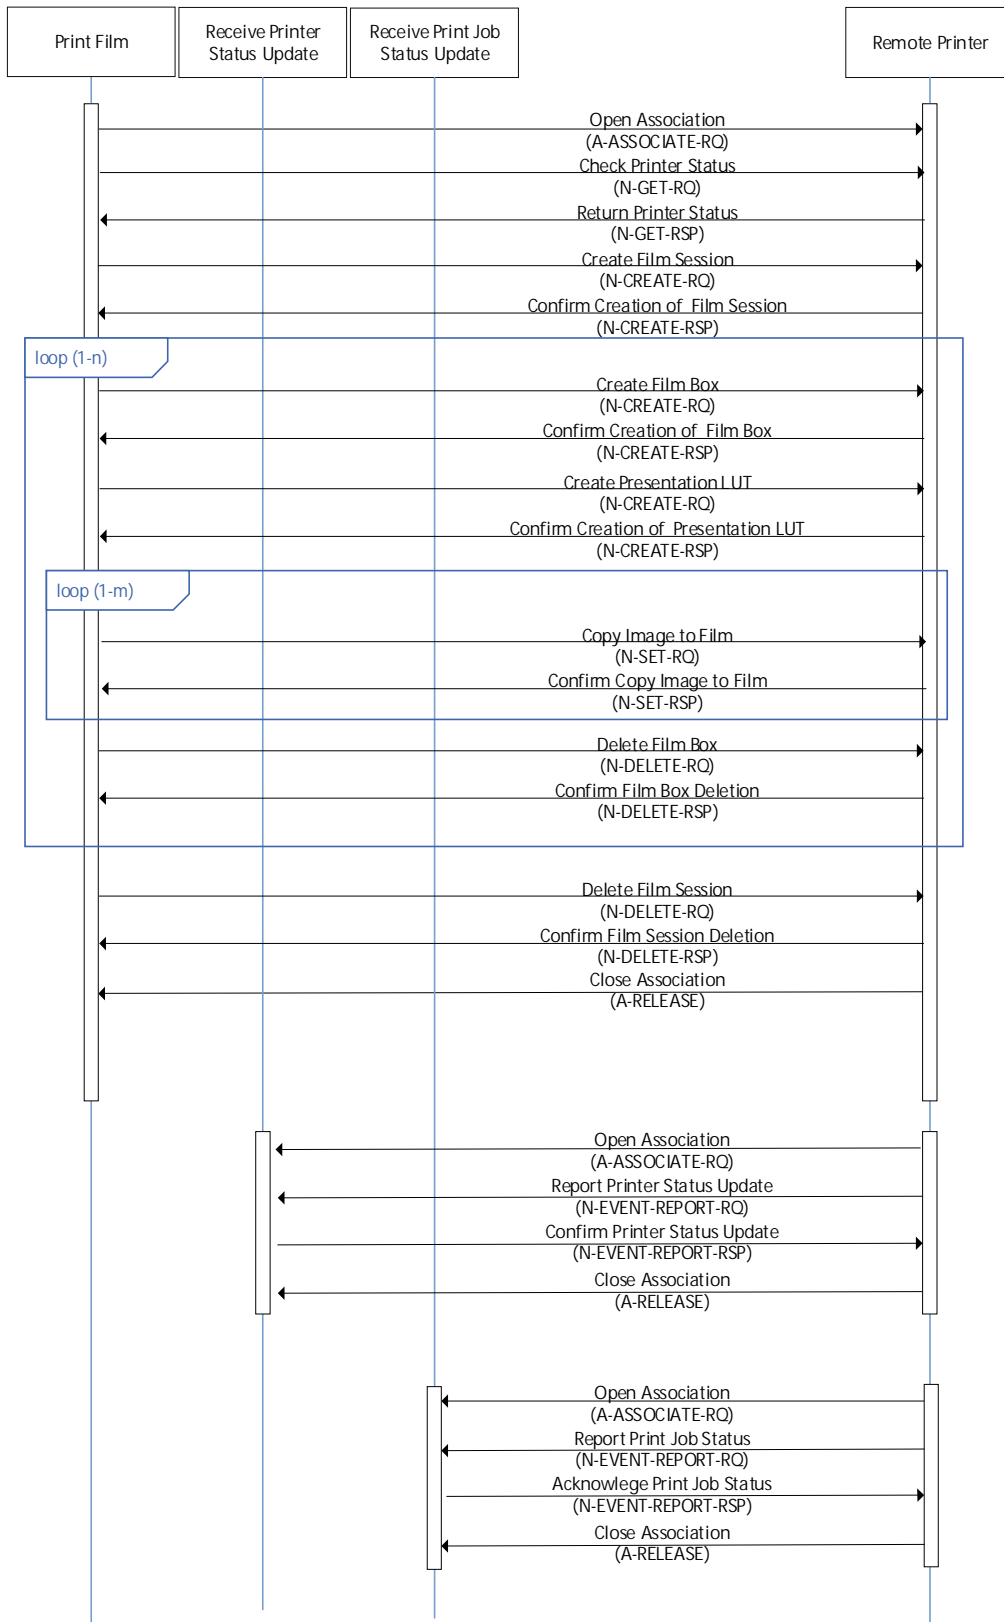 Print Film
Receive Printer
Status Update
Receive Print Job
Status Update
Remote Printer
Open Association
(A-ASSOCIATE-RQ)
Check Printer Status
(N-GET-RQ)
Return Printer Status
(N-GET-RSP)
Create Film Session
(N-CREATE-RQ)
Confirm Creation of Film Session
(N-CREATE-RSP)
loop (1-n)
Create Film Box
(N-CREATE-RQ)
Confirm Creation of Film Box
(N-CREATE-RSP)
Create Presentation LUT
(N-CREATE-RQ)
Confirm Creation of Presentation LUT
(N-CREATE-RSP)
loop (1-m)
Copy Image to Film
(N-SET-RQ)
Confirm Copy Image to Film
(N-SET-RSP)
Delete Film Box
(N-DELETE-RQ)
Confirm Film Box Deletion
(N-DELETE-RSP)
Delete Film Session
(N-DELETE-RQ)
Confirm Film Session Deletion
(N-DELETE-RSP)
Close Association
(A-RELEASE)
Open Association
(A-ASSOCIATE-RQ)
Report Printer Status Update
(N-EVENT-REPORT-RQ)
Confirm Printer Status Update
(N-EVENT-REPORT-RSP)
Close Association
(A-RELEASE)
Open Association
(A-ASSOCIATE-RQ)
Report Print Job Status
(N-EVENT-REPORT-RQ)
Acknowlege Print Job Status
(N-EVENT-REPORT-RSP)
Close Association
(A-RELEASE)